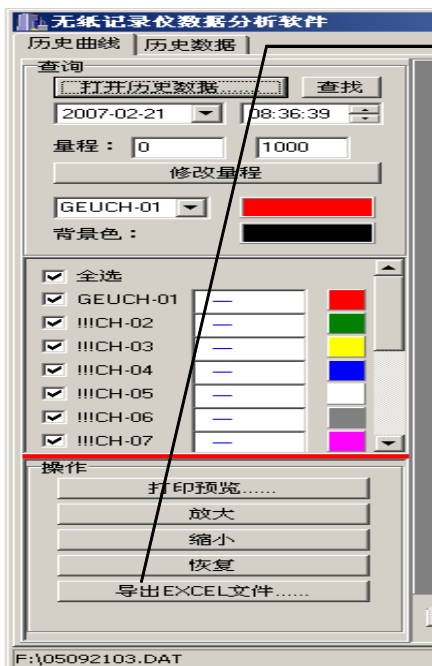 无纸记录仪数据分析软件
历史曲线 历史数据
查询
打开历史数据......... 查找
2007-02-21 08:36:39
量程： 0 1000
修改量程
GEUCH-01
背景色：
全选
GEUCH-01 —
!!!CH-02 —
!!!CH-03 —
!!!CH-04 —
!!!CH-05 —
!!!CH-06 —
!!!CH-07 —
操作
打印预览......
放大
缩小
恢复
导出EXCEL文件......
F:\05092103.DAT